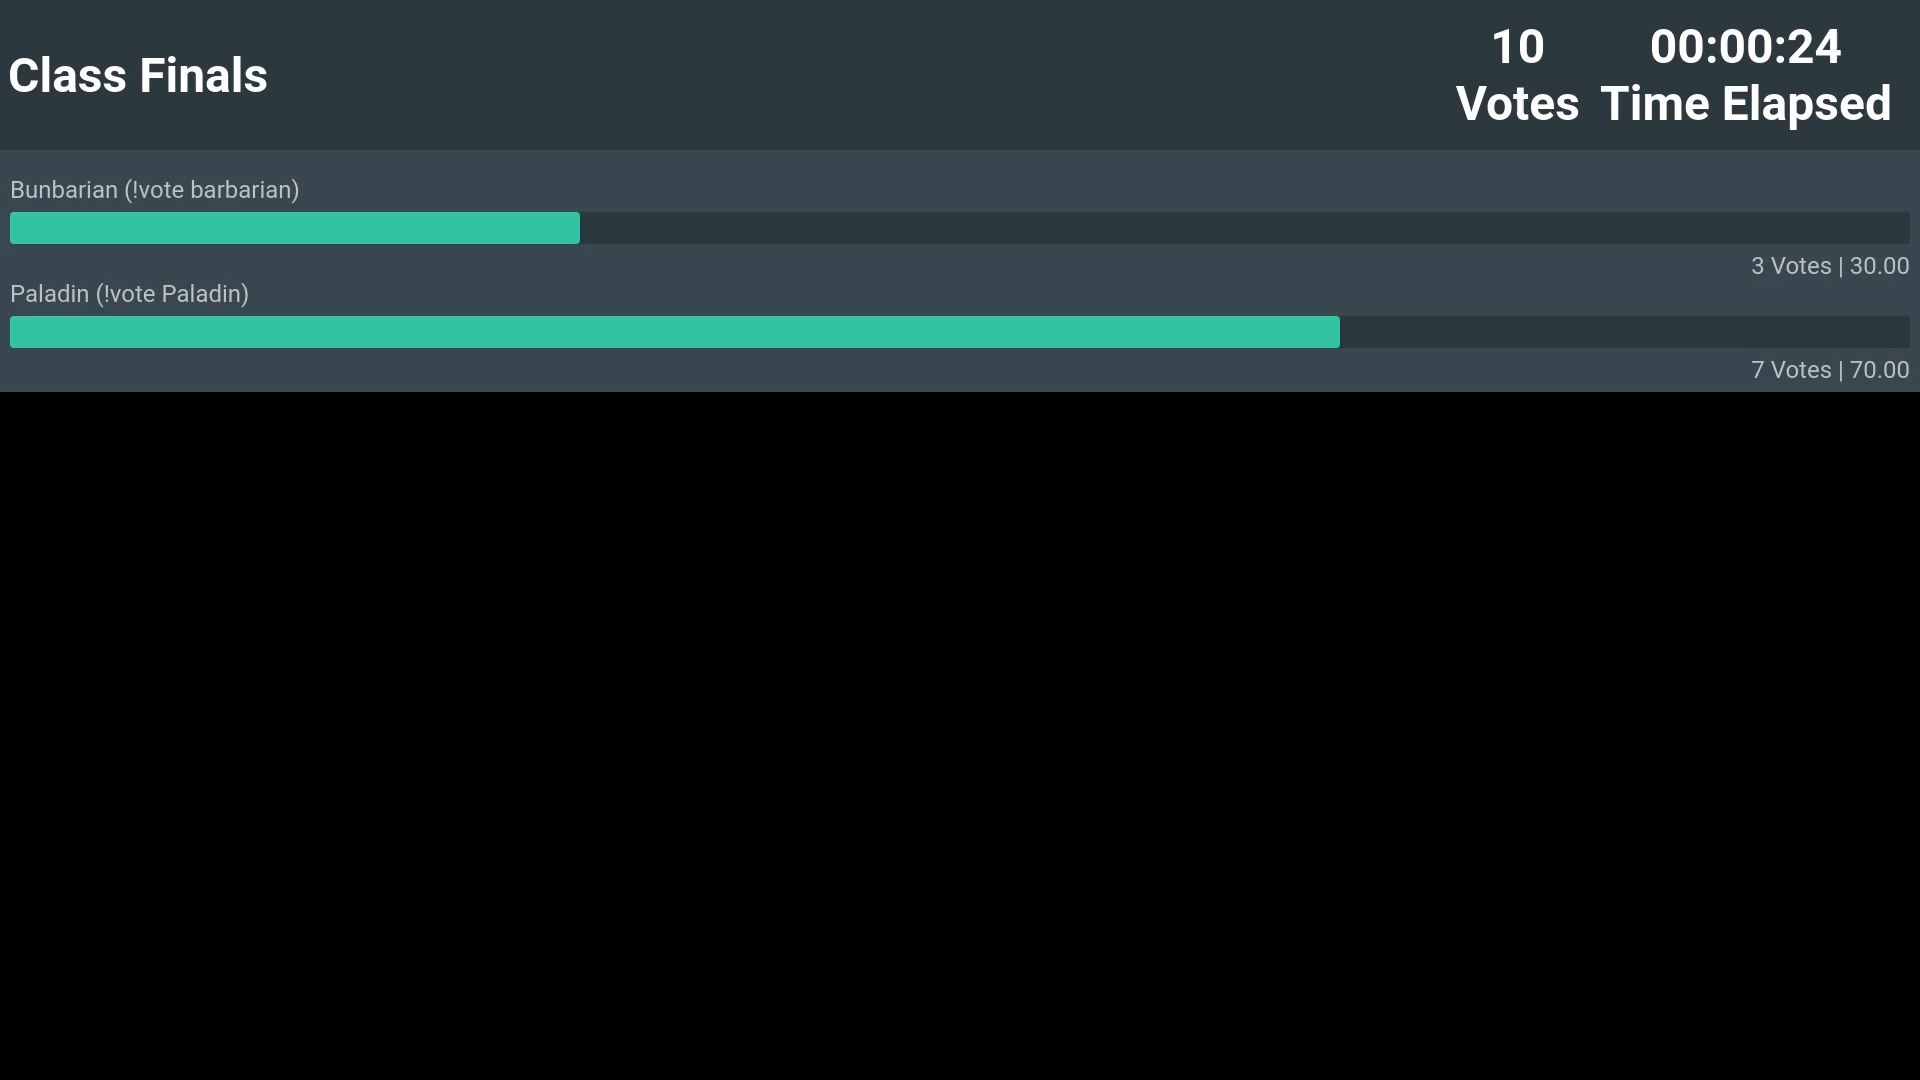 Class Finals
10
Votes
00:00:24
Time Elapsed
Bunbarian (!vote barbarian)
3 Votes | 30.00
Paladin (!vote Paladin)
7 Votes | 70.00